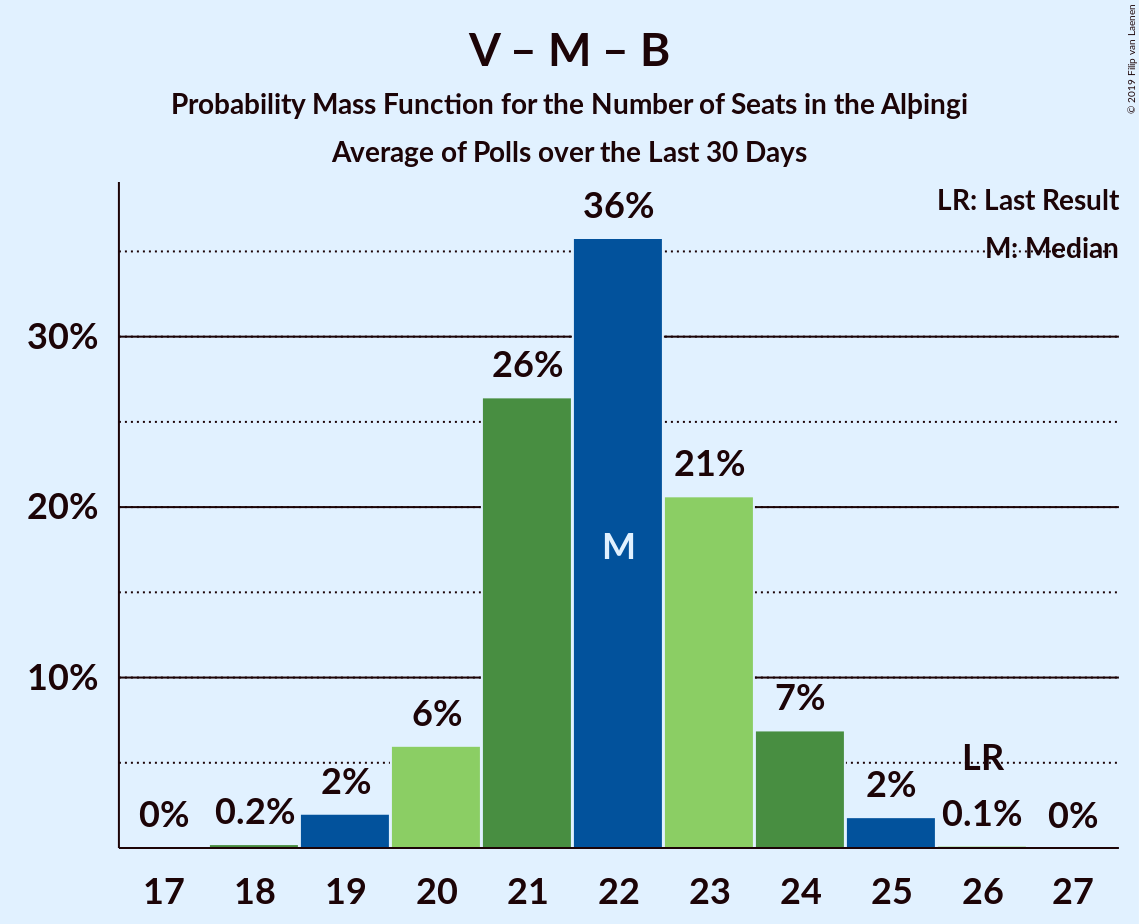 V – M – B
Probability Mass Function for the Number of Seats in the Alþingi
Average of Polls over the Last 30 Days
© 2019 Filip van Laenen
LR: Last Result
M: Median
36%
30%
26%
21%
20%
M
10%
7%
6%
LR
2%
2%
0%
0.2%
0.1%
0%
17 18 19 20 21 22 23 24 25 26 27